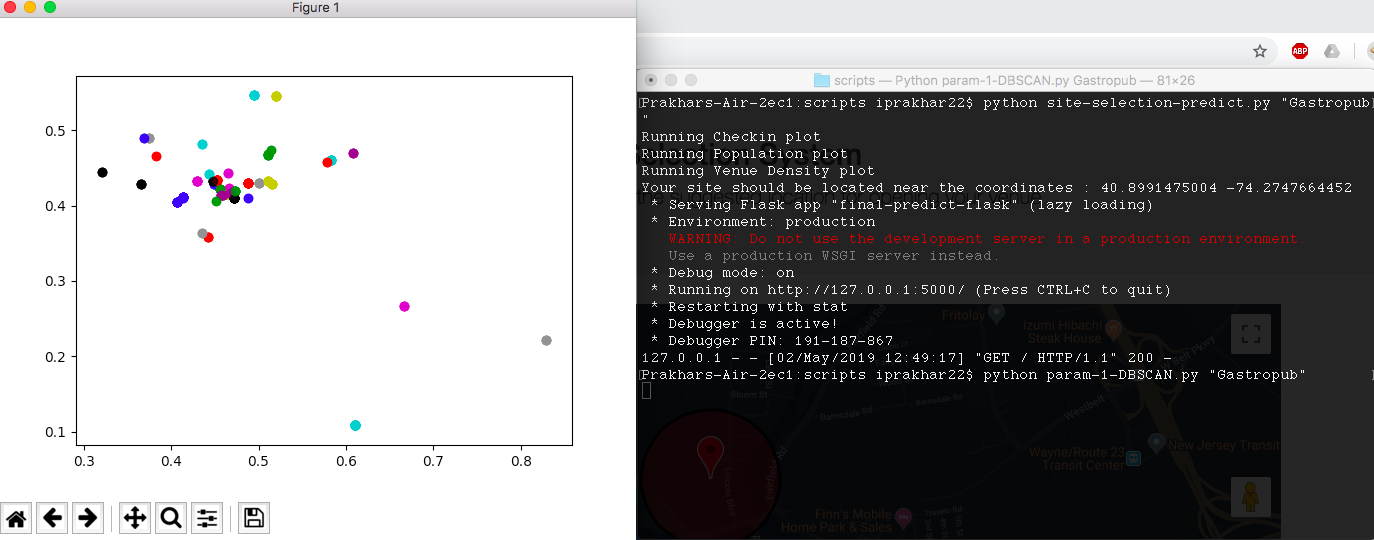 Figure 1
0.5
0.4
0.3
0.2
0.1
0.3 0.4 0.5 0.6 0.7 0.8
ABP
scripts — Python param-1-DBSCAN.py Gastropub — 81×26
Prakhars-Air-2ec1:scripts iprakhar22$ python site-selection-predict.py "Gastropub
"
Running Checkin plot
Running Population plot
Running Venue Density plot
Your site should be located near the coordinates : 40.8991475004 -74.2747664452
* Serving Flask app "final-predict-flask" (lazy loading)
* Environment: production
WARNING: Do not use the development server in a production environment.
Use a production WSGI server instead.
* Debug mode: on
* Running on http://127.0.0.1:5000/ (Press CTRL+C to quit)
* Restarting with stat
* Debugger is active!
* Debugger PIN: 191-187-867
127.0.0.1 - - [02/May/2019 12:49:17] "GET / HTTP/1.1" 200 -
Prakhars-Air-2ec1:scripts iprakhar22$ python param-1-DBSCAN.py "Gastropub"
System
Fritolay
Izumi Hibachi
Steak House
Bloom St
Barnsdale Rd
Barnsdale Rd
Westbelt
Wayne/Route 23
Transit Center
New Jersey Transit
Finn's Mobile
Home Park & Sales